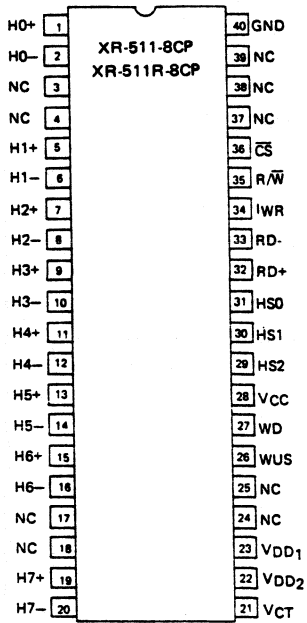 H0+ 1 XR-511-8CP 40 GND
H0− 2 XR-511R-8CP 39 NC
NC 3 38 NC
NC 4 37 NC
H1+ 5 36 C̅S̅
H1− 6 35 R/W̅
H2+ 7 34 IWR
H2− 8 33 RD-
H3+ 9 32 RD+
H3− 10 31 HS0
H4+ 11 30 HS1
H4− 12 29 HS2
H5+ 13 28 VCC
H5− 14 27 WD
H6+ 15 26 WUS
H6− 16 25 NC
NC 17 24 NC
NC 18 23 VDD1
H7+ 19 22 VDD2
H7− 20 21 VCT